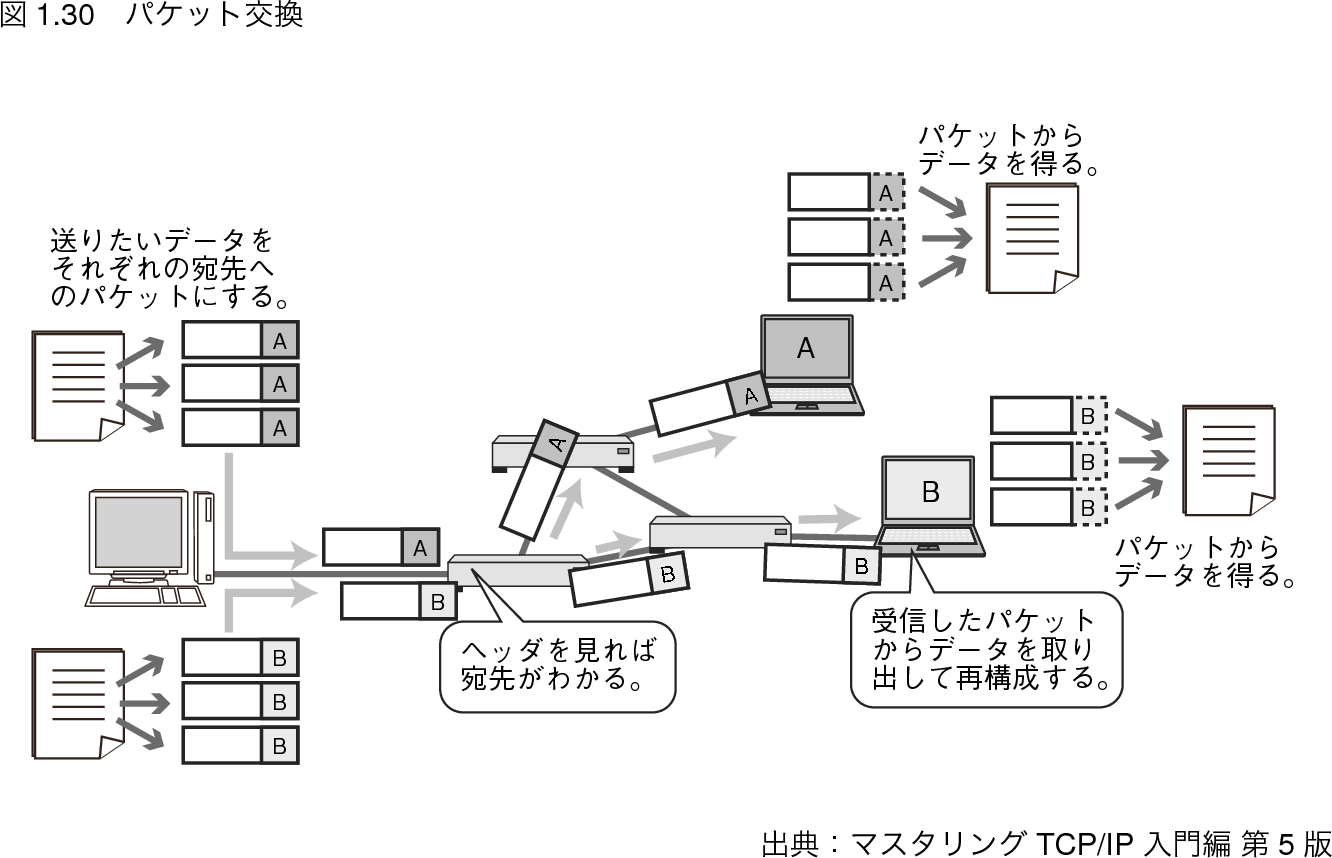 図 1.30　パケット交換
パケットから
データを得る。
A
A
A
送りたいデータを
それぞれの宛先へ
のパケットにする。
A
A
A
A
A
A
A
B
B
B
B
B
パケットから
データを得る。
B
B
B
ヘッダを見れば
宛先がわかる。
受信したパケット
からデータを取り
出して再構成する。
B
B
B
出典：マスタリング TCP/IP 入門編 第 5 版